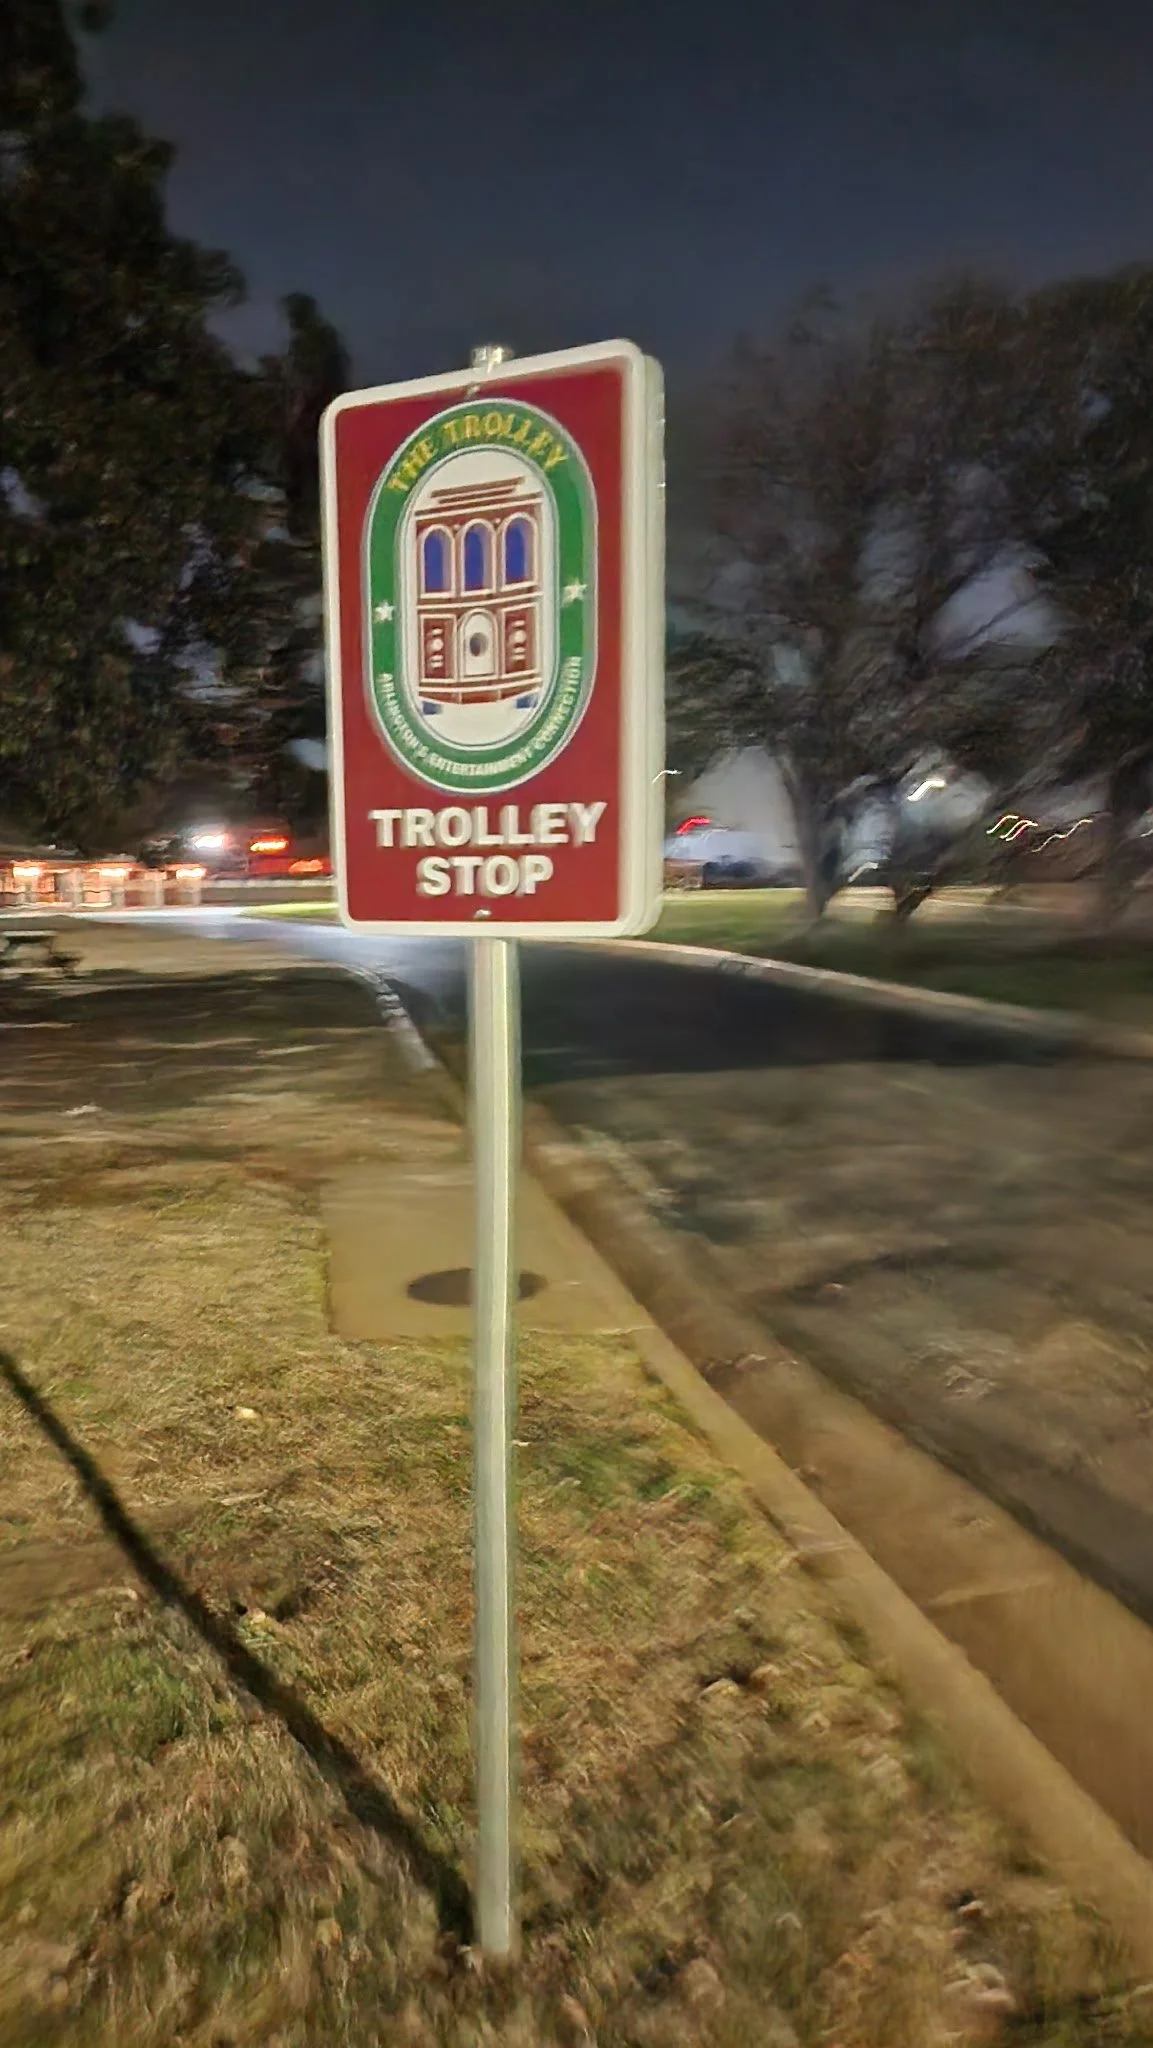 THE TROLLEY
ARLINGTON'S ENTERTAINMENT CONNECTION
TROLLEY
STOP